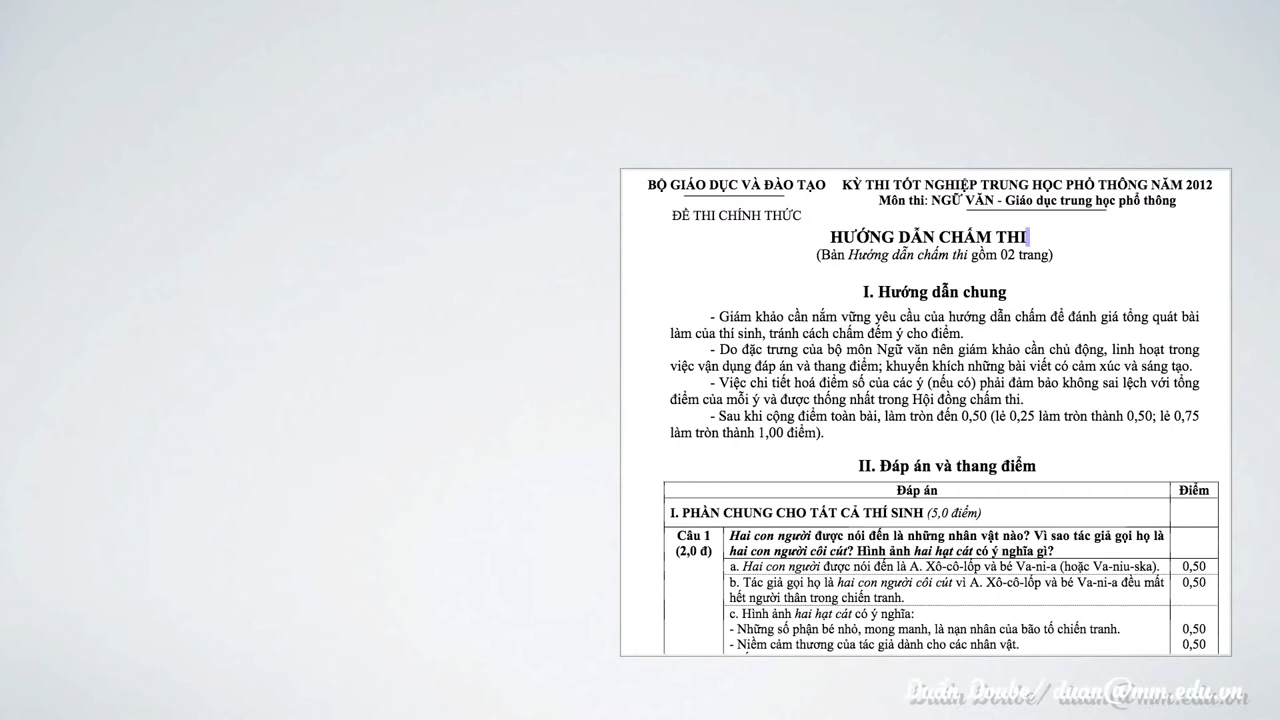 BỘ GIÁO DỤC VÀ ĐÀO TẠO
KỲ THI TỐT NGHIỆP TRUNG HỌC PHỔ THÔNG NĂM 2012
Môn thi: NGỮ VĂN - Giáo dục trung học phổ thông
ĐỀ THI CHÍNH THỨC
HƯỚNG DẪN CHẤM THI
(Bản Hướng dẫn chấm thi gồm 02 trang)
I. Hướng dẫn chung
- Giám khảo cần nắm vững yêu cầu của hướng dẫn chấm để đánh giá tổng quát bài
làm của thí sinh, tránh cách chấm đếm ý cho điểm.
- Do đặc trưng của bộ môn Ngữ văn nên giám khảo cần chủ động, linh hoạt trong
việc vận dụng đáp án và thang điểm; khuyến khích những bài viết có cảm xúc và sáng tạo.
- Việc chi tiết hoá điểm số của các ý (nếu có) phải đảm bảo không sai lệch với tổng
điểm của mỗi ý và được thống nhất trong Hội đồng chấm thi.
- Sau khi cộng điểm toàn bài, làm tròn đến 0,50 (lẻ 0,25 làm tròn thành 0,50; lẻ 0,75
làm tròn thành 1,00 điểm).
II. Đáp án và thang điểm
Đáp án Điểm
I. PHẦN CHUNG CHO TẤT CẢ THÍ SINH (5,0 điểm)
Câu 1 Hai con người được nói đến là những nhân vật nào? Vì sao tác giả gọi họ là
(2,0 đ) hai con người côi cút? Hình ảnh hai hạt cát có ý nghĩa gì?
a. Hai con người được nói đến là A. Xô-cô-lốp và bé Va-ni-a (hoặc Va-niu-ska). 0,50
b. Tác giả gọi họ là hai con người côi cút vì A. Xô-cô-lốp và bé Va-ni-a đều mất 0,50
hết người thân trong chiến tranh.
c. Hình ảnh hai hạt cát có ý nghĩa:
- Những số phận bé nhỏ, mong manh, là nạn nhân của bão tố chiến tranh. 0,50
- Niềm cảm thương của tác giả dành cho các nhân vật. 0,50
Duẩn Doube/ duan@mm.edu.vn